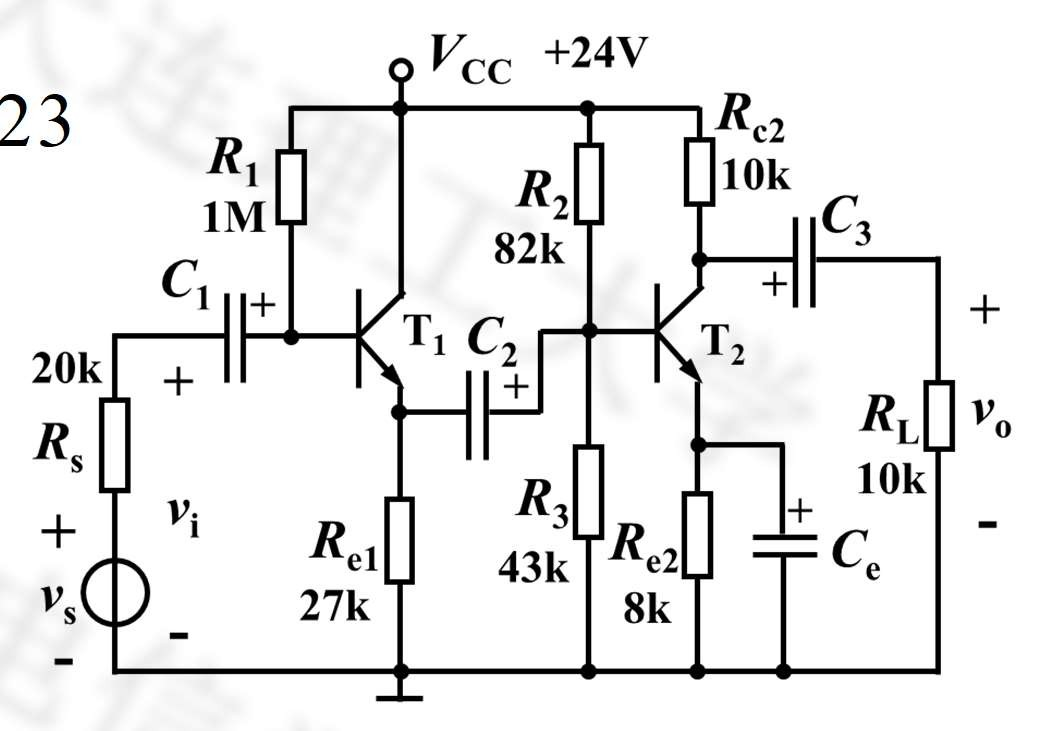 23
VCC +24V
R1
1M
R2
82k
Rc2
10k
C3
+
C1
+
T1
C2
+
T2
+
20k
Rs
+
vi
-
RL
10k
vo
-
R3
43k
Re1
27k
Re2
8k
+
Ce
+
vs
-